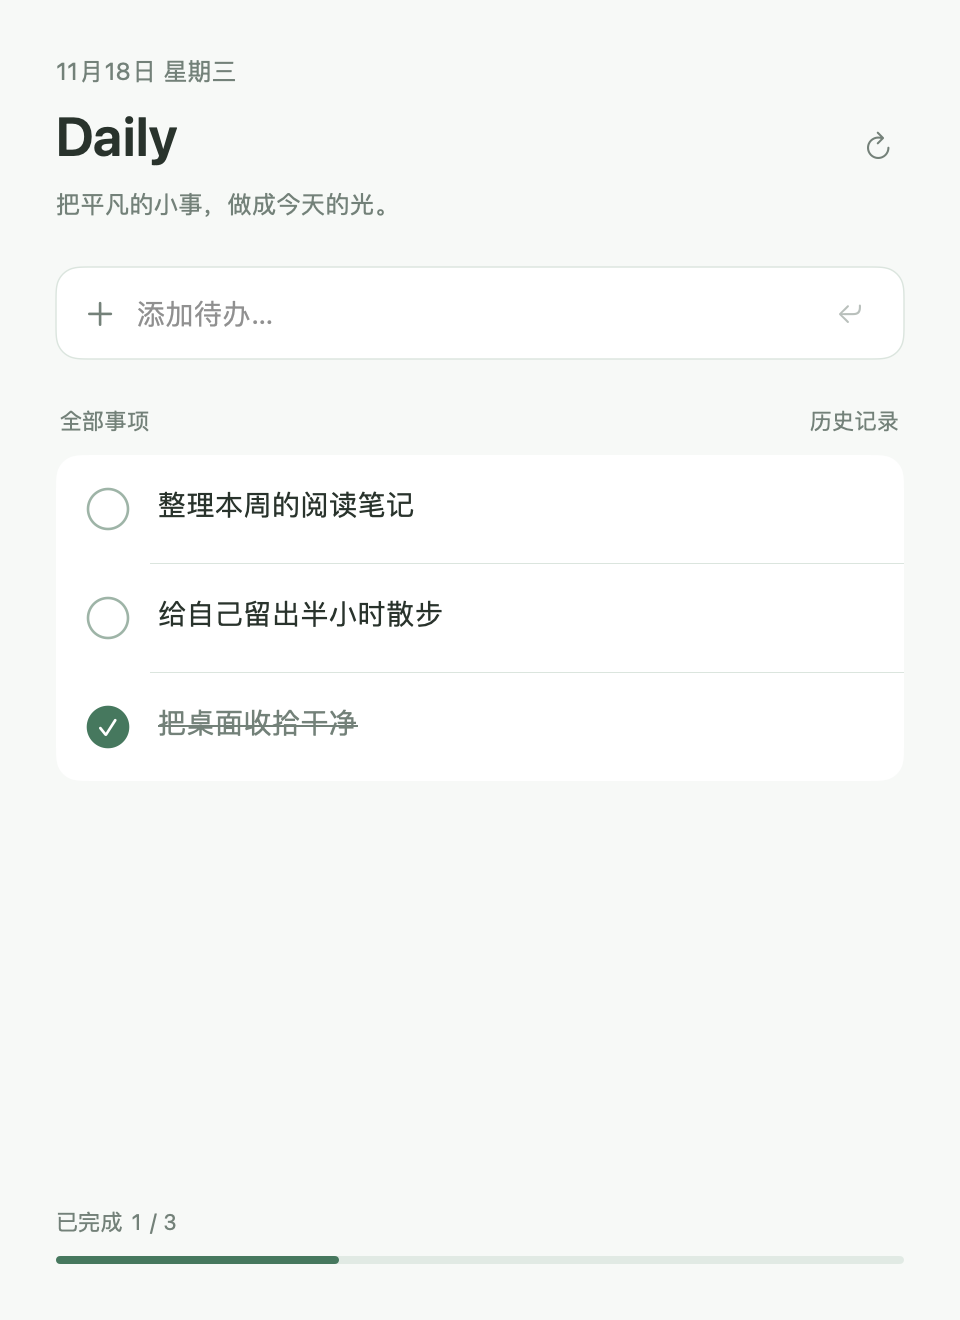 11月18日 星期三
Daily
把平凡的小事，做成今天的光。
添加待办...
全部事项
历史记录
整理本周的阅读笔记
给自己留出半小时散步
把桌面收拾干净
已完成 1 / 3